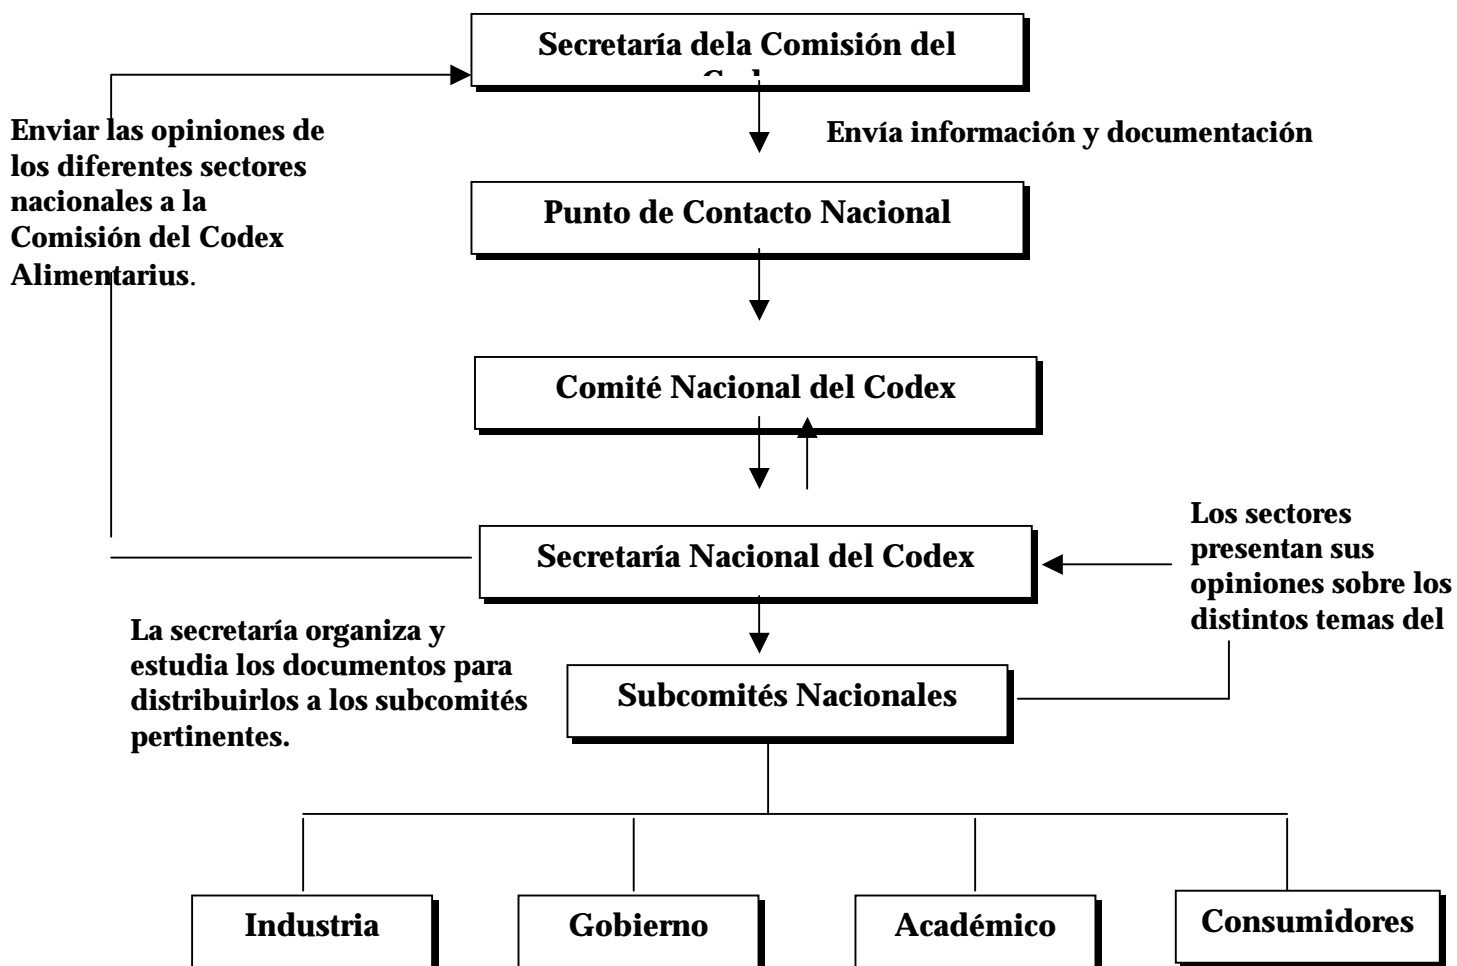 Secretaría dela Comisión del
Enviar las opiniones de
los diferentes sectores
nacionales a la
Comisión del Codex
Alimentarius.
Envía información y documentación
Punto de Contacto Nacional
Comité Nacional del Codex
Secretaría Nacional del Codex
Los sectores
presentan sus
opiniones sobre los
distintos temas del
La secretaría organiza y
estudia los documentos para
distribuirlos a los subcomités
pertinentes.
Subcomités Nacionales
Industria
Gobierno
Académico
Consumidores